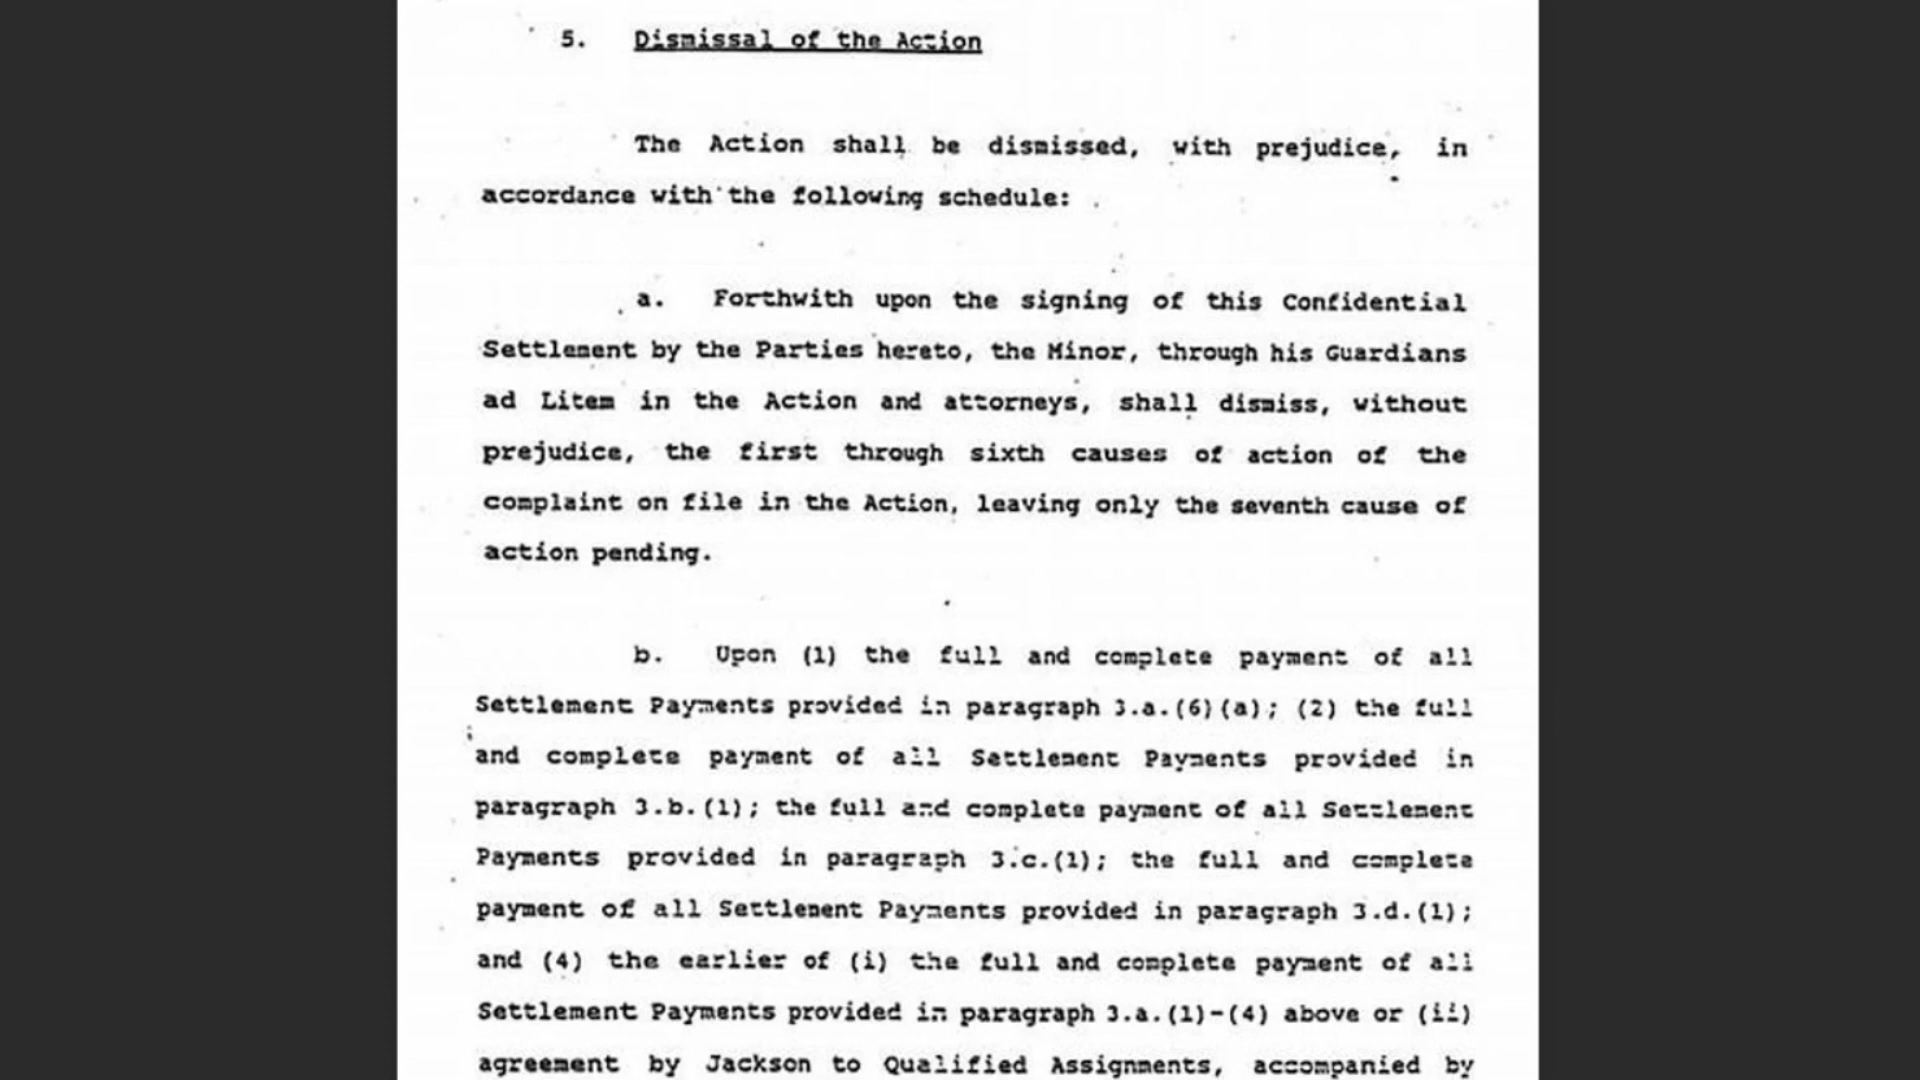 5. Dismissal of the Action
The Action shall be dismissed, with prejudice, in
accordance with the following schedule:
a. Forthwith upon the signing of this Confidential
Settlement by the Parties hereto, the Minor, through his Guardians
ad Litem in the Action and attorneys, shall dismiss, without
prejudice, the first through sixth causes of action of the
complaint on file in the Action, leaving only the seventh cause of
action pending.
b. Upon (1) the full and complete payment of all
Settlement Payments provided in paragraph 3.a.(6)(a); (2) the full
and complete payment of all Settlement Payments provided in
paragraph 3.b.(1); the full and complete payment of all Settlement
Payments provided in paragraph 3.c.(1); the full and complete
payment of all Settlement Payments provided in paragraph 3.d.(1);
and (4) the earlier of (i) the full and complete payment of all
Settlement Payments provided in paragraph 3.a.(1)-(4) above or (ii)
agreement by Jackson to Qualified Assignments, accompanied by